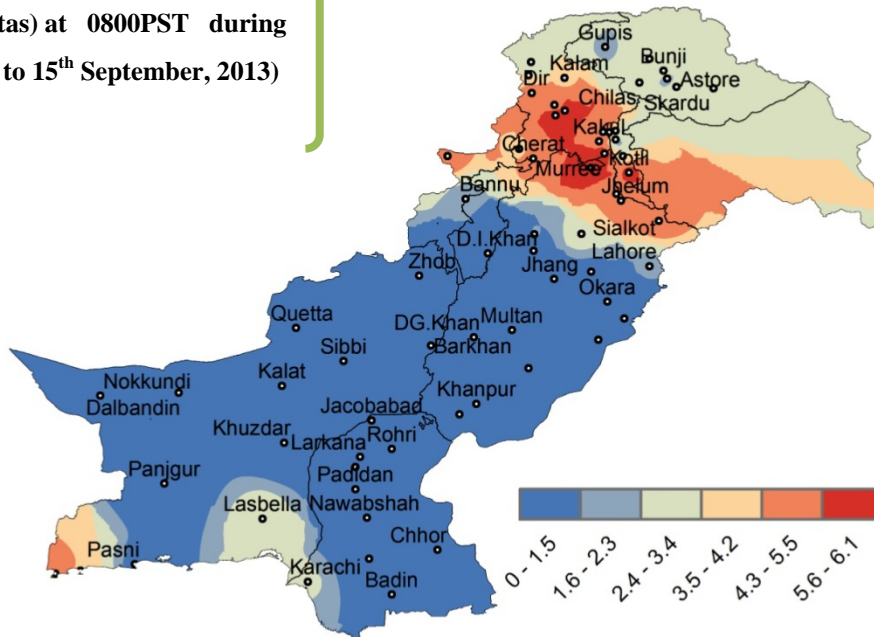 tas) at 0800PST during
to 15th September, 2013)
Gupis
Bunji
Kalam
Dir
Astore
Chilas
Skardu
Kakul
Cherat
Kotli
Murree
Bannu
Jhelum
Sialkot
D.I.Khan
Lahore
Zhob
Jhang
Okara
Quetta
DG.Khan
Multan
Sibbi
Barkhan
Nokkundi
Kalat
Dalbandin
Khanpur
Jacobabad
Khuzdar
Larkana
Rohri
Panjgur
Padidan
Lasbella
Nawabshah
Chhor
Pasni
Karachi
Badin
0 - 1.5
1.6 - 2.3
2.4 - 3.4
3.5 - 4.2
4.3 - 5.5
5.6 - 6.1